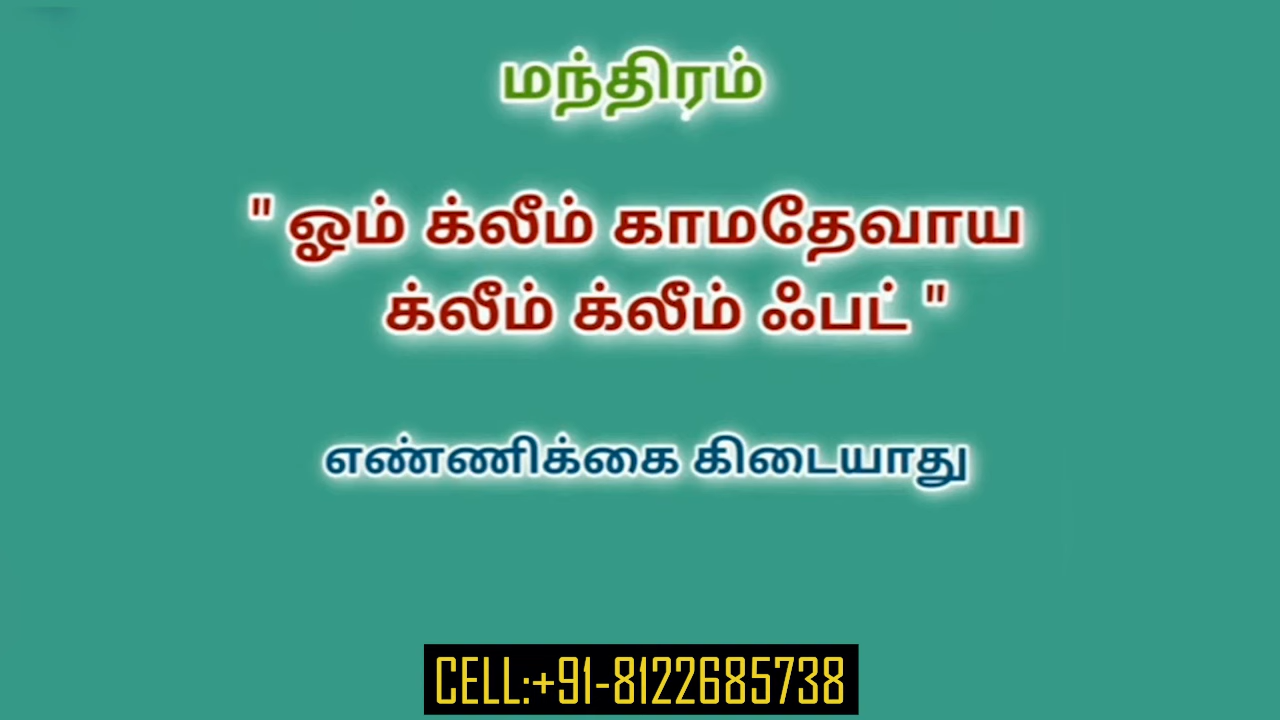 மந்திரம்
" ஓம் க்லீம் காமதேவாய
க்லீம் க்லீம் ஃபட் "
எண்ணிக்கை கிடையாது
CELL:+91-8122685738